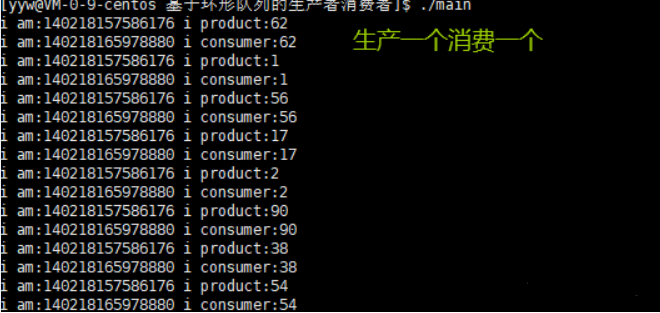 [yyw@VM-0-9-centos 基于环形队列的生产者消费者]$ ./main
i am:140218157586176 i product:62
i am:140218165978880 i consumer:62
生产一个消费一个
i am:140218157586176 i product:1
i am:140218165978880 i consumer:1
i am:140218157586176 i product:56
i am:140218165978880 i consumer:56
i am:140218157586176 i product:17
i am:140218165978880 i consumer:17
i am:140218157586176 i product:2
i am:140218165978880 i consumer:2
i am:140218157586176 i product:90
i am:140218165978880 i consumer:90
i am:140218157586176 i product:38
i am:140218165978880 i consumer:38
i am:140218157586176 i product:54
i am:140218165978880 i consumer:54